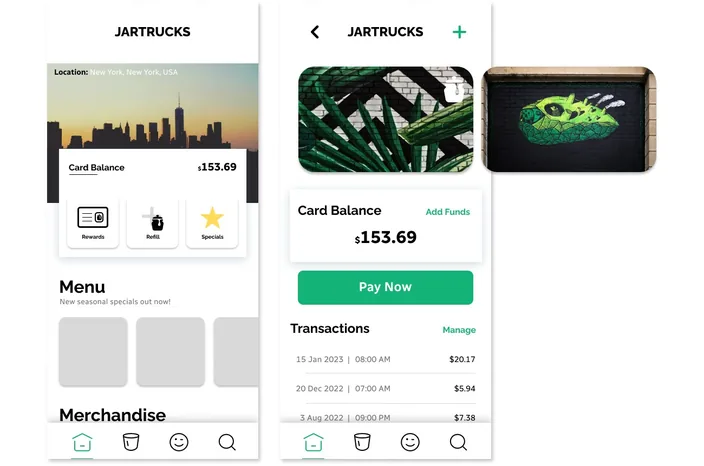 JARTRUCKS
Location: New York, New York, USA
Card Balance
$153.69
Rewards
Refill
Specials
Menu
New seasonal specials out now!
Merchandise
JARTRUCKS
Card Balance
Add Funds
$153.69
Pay Now
Transactions
Manage
15 Jan 2023 | 08:00 AM
$20.17
20 Dec 2022 | 07:00 AM
$5.94
3 Aug 2022 | 09:00 PM
$7.38